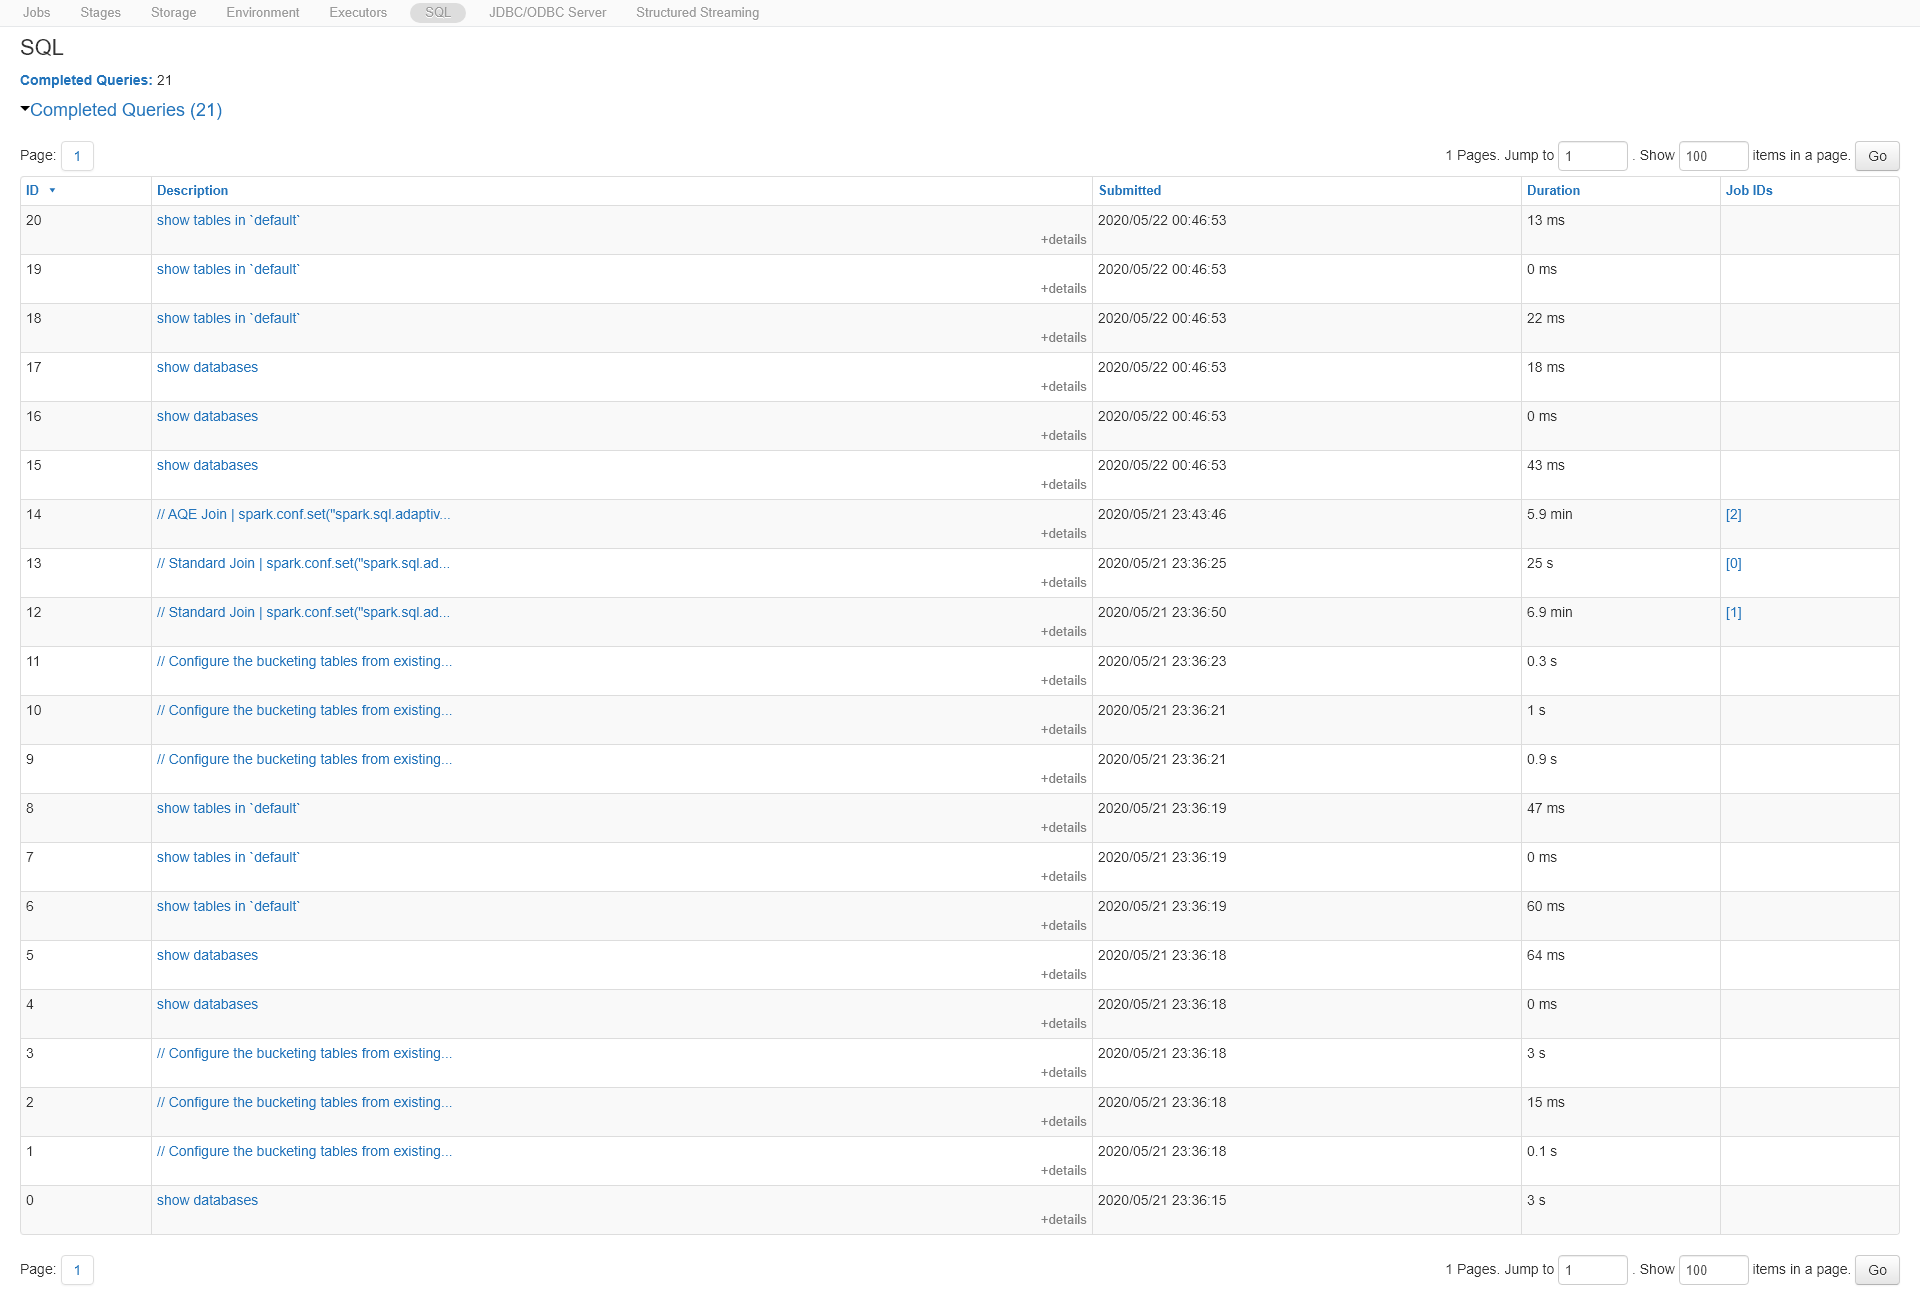 Jobs Stages Storage Environment Executors SQL JDBC/ODBC Server Structured Streaming
SQL
Completed Queries: 21
Completed Queries (21)
Page: 1 1 Pages. Jump to 1 . Show 100 items in a page. Go
ID Description Submitted Duration Job IDs
20 show tables in `default` 2020/05/22 00:46:53 13 ms
+details
19 show tables in `default` 2020/05/22 00:46:53 0 ms
+details
18 show tables in `default` 2020/05/22 00:46:53 22 ms
+details
17 show databases 2020/05/22 00:46:53 18 ms
+details
16 show databases 2020/05/22 00:46:53 0 ms
+details
15 show databases 2020/05/22 00:46:53 43 ms
+details
14 // AQE Join | spark.conf.set("spark.sql.adaptiv... 2020/05/21 23:43:46 5.9 min [2]
+details
13 // Standard Join | spark.conf.set("spark.sql.ad... 2020/05/21 23:36:25 25 s [0]
+details
12 // Standard Join | spark.conf.set("spark.sql.ad... 2020/05/21 23:36:50 6.9 min [1]
+details
11 // Configure the bucketing tables from existing... 2020/05/21 23:36:23 0.3 s
+details
10 // Configure the bucketing tables from existing... 2020/05/21 23:36:21 1 s
+details
9 // Configure the bucketing tables from existing... 2020/05/21 23:36:21 0.9 s
+details
8 show tables in `default` 2020/05/21 23:36:19 47 ms
+details
7 show tables in `default` 2020/05/21 23:36:19 0 ms
+details
6 show tables in `default` 2020/05/21 23:36:19 60 ms
+details
5 show databases 2020/05/21 23:36:18 64 ms
+details
4 show databases 2020/05/21 23:36:18 0 ms
+details
3 // Configure the bucketing tables from existing... 2020/05/21 23:36:18 3 s
+details
2 // Configure the bucketing tables from existing... 2020/05/21 23:36:18 15 ms
+details
1 // Configure the bucketing tables from existing... 2020/05/21 23:36:18 0.1 s
+details
0 show databases 2020/05/21 23:36:15 3 s
+details
Page: 1 1 Pages. Jump to 1 . Show 100 items in a page. Go